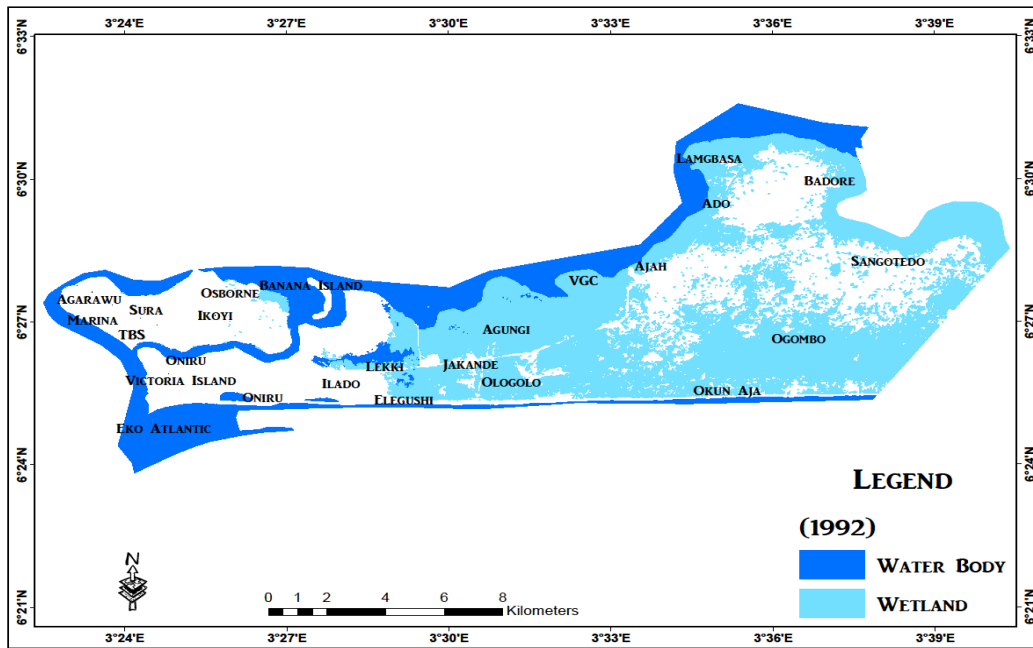 3°24'E 3°27'E 3°30'E 3°33'E 3°36'E 3°39'E
6°33'N 6°33'N
LAMGBASA
6°30'N BADORE 6°30'N
ADO
SANGOTEDO
AJAH
VGC
BANANA ISLAND
OSBORNE
AGARAWU
SURA
IKOYI
MARINA
6°27'N 6°27'N
AGUNGI
TBS
OGOMBO
ONIRU
LEKKI
JAKANDE
VICTORIA ISLAND
ILADO
OLOGOLO
OKUN AJA
ONIRU
ELEGUSHI
EKO ATLANTIC
6°24'N 6°24'N
LEGEND
(1992)
WATER BODY
WETLAND
N
0 1 2 4 6 8
Kilometers
6°21'N 6°21'N
3°24'E 3°27'E 3°30'E 3°33'E 3°36'E 3°39'E